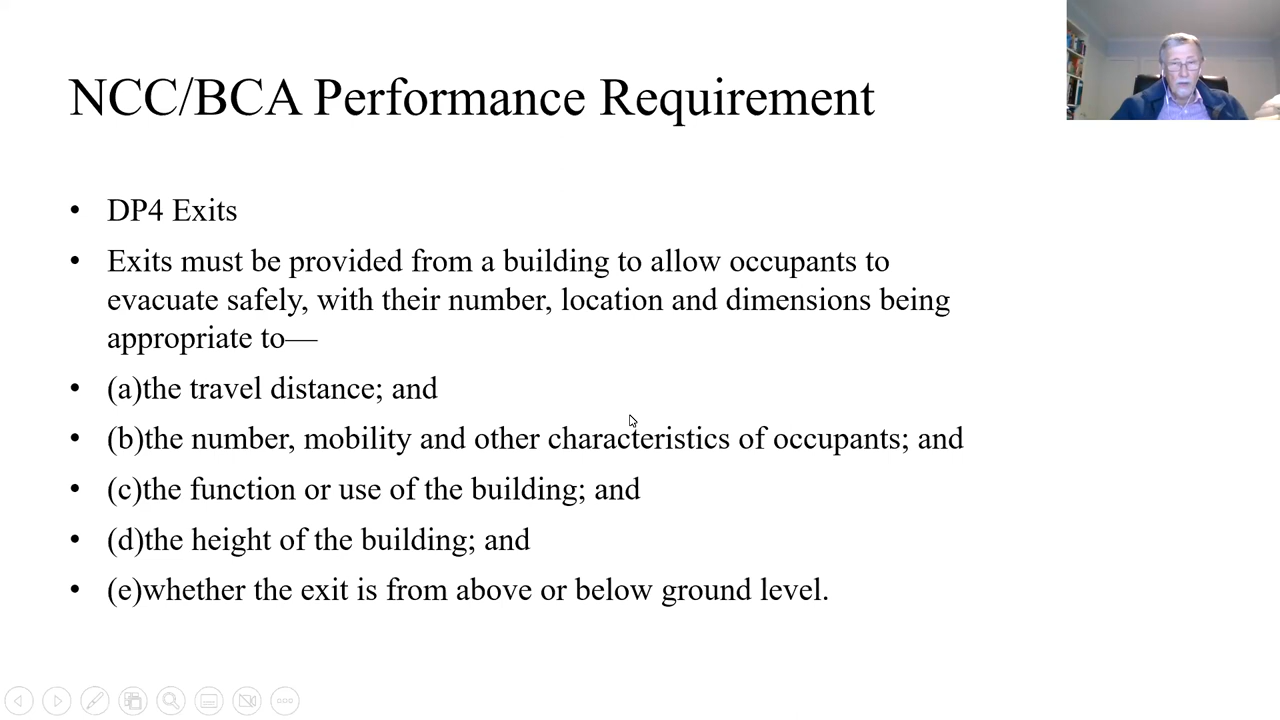 NCC/BCA Performance Requirement
• DP4 Exits
• Exits must be provided from a building to allow occupants to
evacuate safely, with their number, location and dimensions being
appropriate to—
• (a)the travel distance; and
• (b)the number, mobility and other characteristics of occupants; and
• (c)the function or use of the building; and
• (d)the height of the building; and
• (e)whether the exit is from above or below ground level.